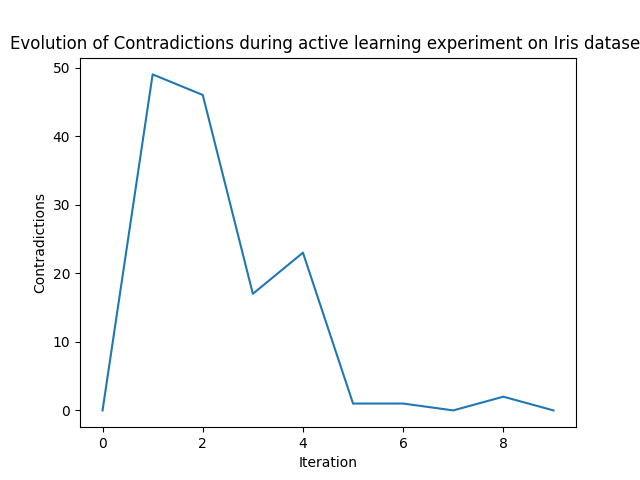 Evolution of Contradictions during active learning experiment on Iris datase
50
40
30
20
10
0
Contradictions
0 2 4 6 8
Iteration